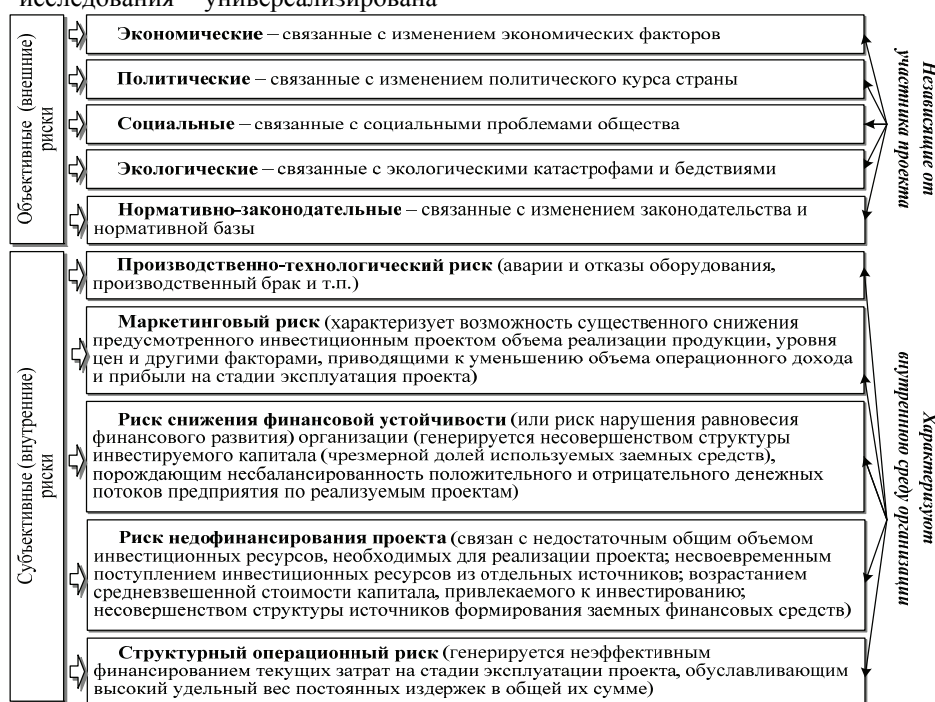 исследования универеализирована
Объективные (внешние)
риски
Экономические – связанные с изменением экономических факторов
Политические – связанные с изменением политического курса страны
Социальные – связанные с социальными проблемами общества
Экологические – связанные с экологическими катастрофами и бедствиями
Нормативно-законодательные – связанные с изменением законодательства и
нормативной базы
Независящие от
участника проекта
Субъективные (внутренние)
риски
Производственно-технологический риск (аварии и отказы оборудования,
производственный брак и т.п.)
Маркетинговый риск (характеризует возможность существенного снижения
предусмотренного инвестиционным проектом объема реализации продукции, уровня
цен и другими факторами, приводящими к уменьшению объема операционного дохода
и прибыли на стадии эксплуатация проекта)
Риск снижения финансовой устойчивости (или риск нарушения равновесия
финансового развития) организации (генерируется несовершенством структуры
инвестируемого капитала (чрезмерной долей используемых заемных средств),
порождающим несбалансированность положительного и отрицательного денежных
потоков предприятия по реализуемым проектам)
Риск недофинансирования проекта (связан с недостаточным общим объемом
инвестиционных ресурсов, необходимых для реализации проекта; несвоевременным
поступлением инвестиционных ресурсов из отдельных источников; возрастанием
средневзвешенной стоимости капитала, привлекаемого к инвестированию;
несовершенством структуры источников формирования заемных финансовых средств)
Структурный операционный риск (генерируется неэффективным
финансированием текущих затрат на стадии эксплуатации проекта, обуславливающим
высокий удельный вес постоянных издержек в общей их сумме)
Характеризуют
внутреннюю среду организации